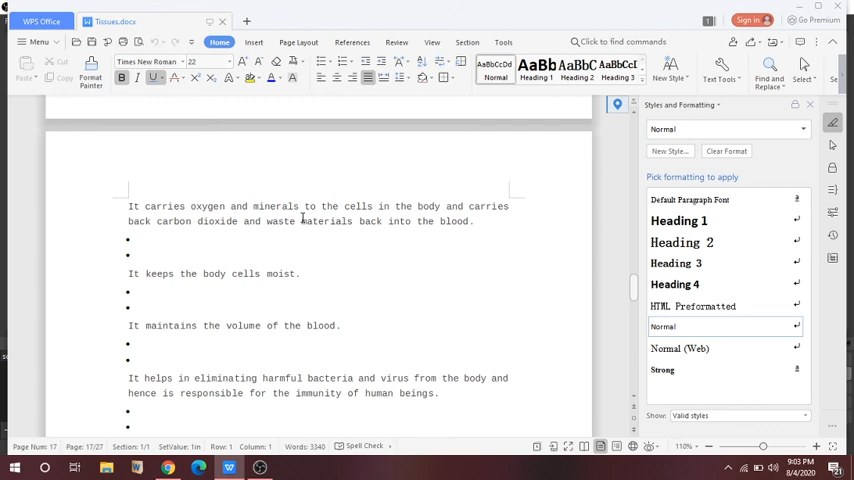 WPS Office
Tissues.docx
1
Sign in
Go Premium
Menu
Home
Insert
Page Layout
References
Review
View
Section
Tools
Click to find commands
Paste
Cut
Copy
Format
Painter
Times New Roman
22
B I U
AaBbCcDd
Normal
AaBb
Heading 1
AaBbC
Heading 2
AaBbCcI
Heading 3
New Style...
Text Tools
Find and
Replace
Select
Styles and Formatting
Normal
New Style...
Clear Format
Pick formatting to apply
Default Paragraph Font
Heading 1
Heading 2
Heading 3
Heading 4
HTML Preformatted
Normal
Normal (Web)
Strong
Show:
Valid styles
It carries oxygen and minerals to the cells in the body and carries
back carbon dioxide and waste materials back into the blood.
It keeps the body cells moist.
It maintains the volume of the blood.
It helps in eliminating harmful bacteria and virus from the body and
hence is responsible for the immunity of human beings.
Page Num: 17
Page: 17/27
Section: 1/1
SetValue: 1in
Row: 1
Column: 1
Words: 3340
Spell Check
110%
9:03 PM
8/4/2020
21